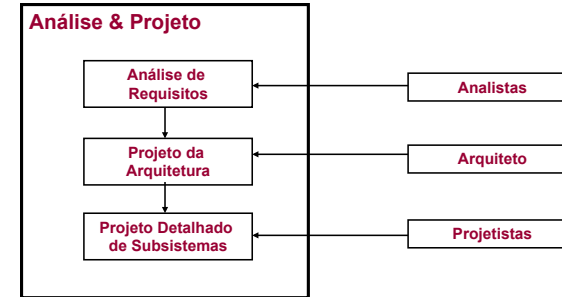 Análise & Projeto
Análise de
Requisitos
Analistas
Projeto da
Arquitetura
Arquiteto
Projeto Detalhado
de Subsistemas
Projetistas